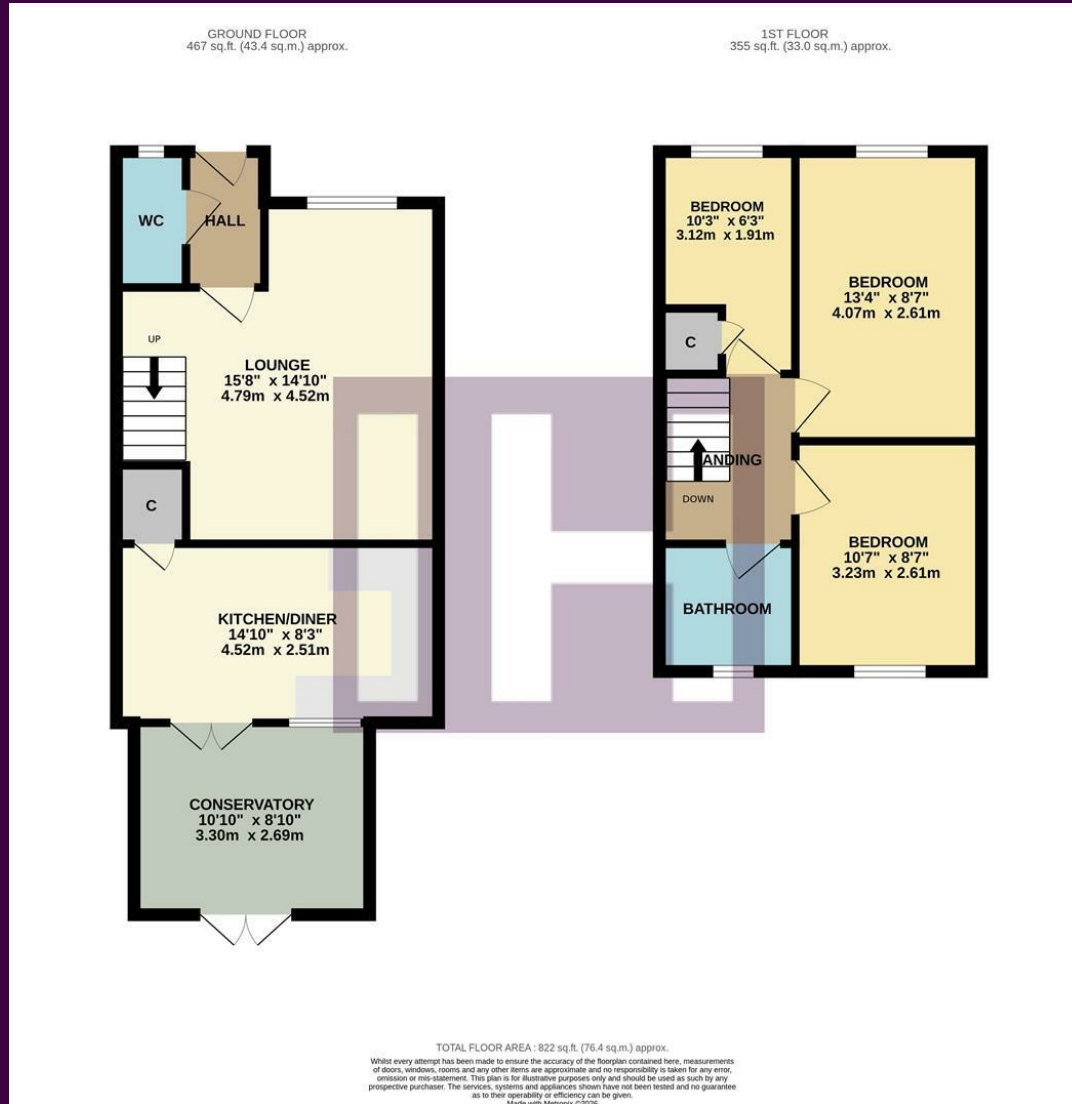 GROUND FLOOR
467 sq.ft. (43.4 sq.m.) approx.
1ST FLOOR
355 sq.ft. (33.0 sq.m.) approx.
WC
HALL
UP
LOUNGE
15'8" x 14'10"
4.79m x 4.52m
C
KITCHEN/DINER
14'10" x 8'3"
4.52m x 2.51m
CONSERVATORY
10'10" x 8'10"
3.30m x 2.69m
BEDROOM
10'3" x 6'3"
3.12m x 1.91m
BEDROOM
13'4" x 8'7"
4.07m x 2.61m
C
ANDING
DOWN
BEDROOM
10'7" x 8'7"
3.23m x 2.61m
BATHROOM
TOTAL FLOOR AREA : 822 sq.ft. (76.4 sq.m.) approx.
Whilst every attempt has been made to ensure the accuracy of the floorplan contained here, measurements
of doors, windows, rooms and any other items are approximate and no responsibility is taken for any error,
omission or mis-statement. This plan is for illustrative purposes only and should be used as such by any
prospective purchaser. The services, systems and appliances shown have not been tested and no guarantee
as to their operability or efficiency can be given.
Made with Metropix ©2026